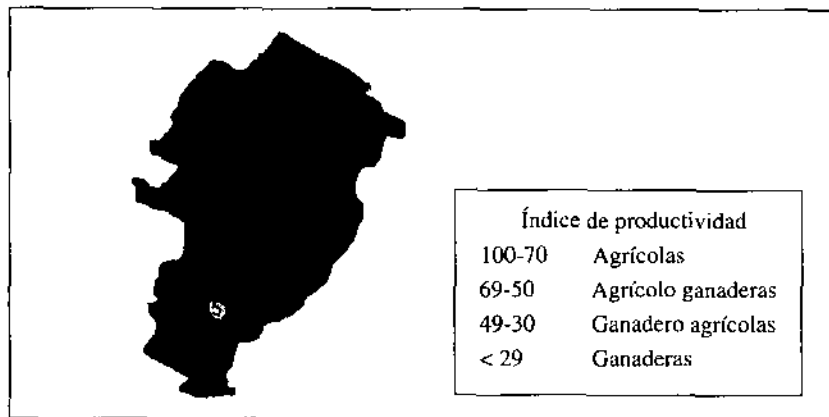 Índice de productividad
100-70 Agrícolas
69-50 Agrícolo ganaderas
49-30 Ganadero agrícolas
< 29 Ganaderas